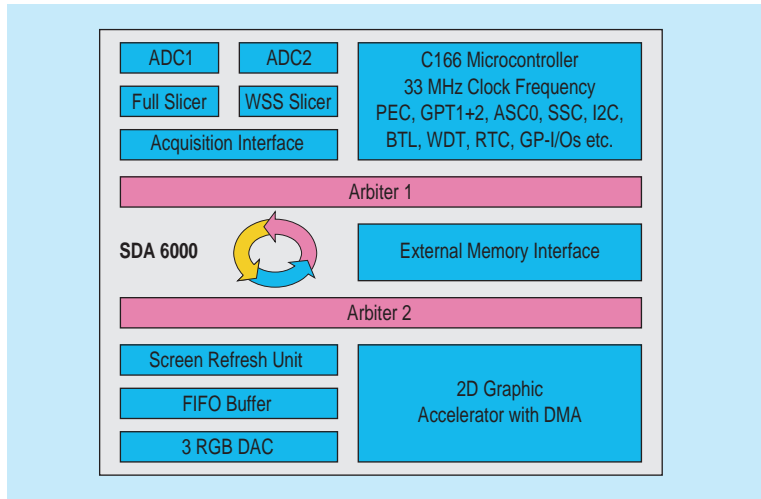 ADC1
ADC2
Full Slicer
WSS Slicer
Acquisition Interface
C166 Microcontroller
33 MHz Clock Frequency
PEC, GPT1+2, ASC0, SSC, I2C,
BTL, WDT, RTC, GP-I/Os etc.
Arbiter 1
SDA 6000
External Memory Interface
Arbiter 2
Screen Refresh Unit
FIFO Buffer
3 RGB DAC
2D Graphic
Accelerator with DMA